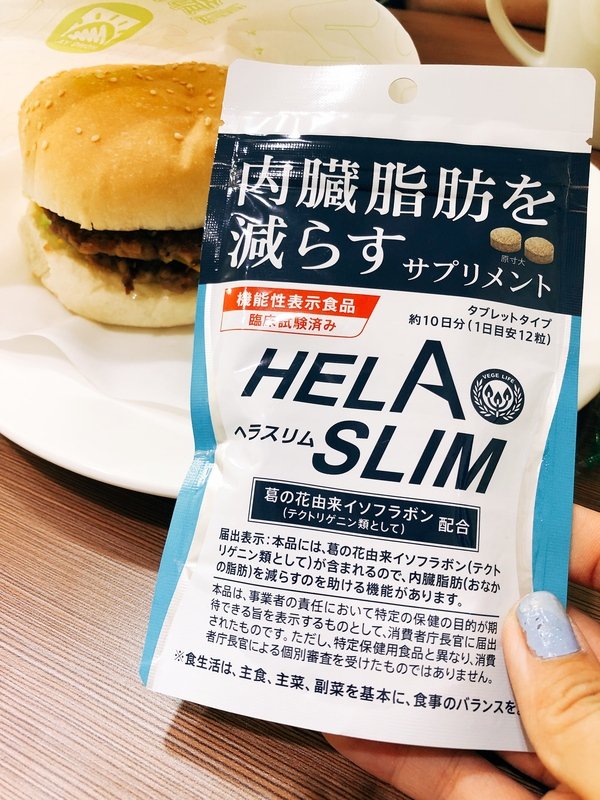 内臓脂肪を
減らす サプリメント
原寸大
機能性表示食品
臨床試験済み
タブレットタイプ
約10日分(1日目安12粒)
HELA
VEGE LIFE
ヘラスリム SLIM
葛の花由来イソフラボン
(テクトリゲニン類として) 配合
届出表示:本品には、葛の花由来イソフラボン(テクト
リゲニン類として)が含まれるので、内臓脂肪(おなか
の脂肪)を減らすのを助ける機能があります。
本品は、事業者の責任において特定の保健の目的が期
待できる旨を表示するものとして、消費者庁長官に届出
されたものです。ただし、特定保健用食品と異なり、消費
者庁長官による個別審査を受けたものではありません。
※食生活は、主食、主菜、副菜を基本に、食事のバランスを